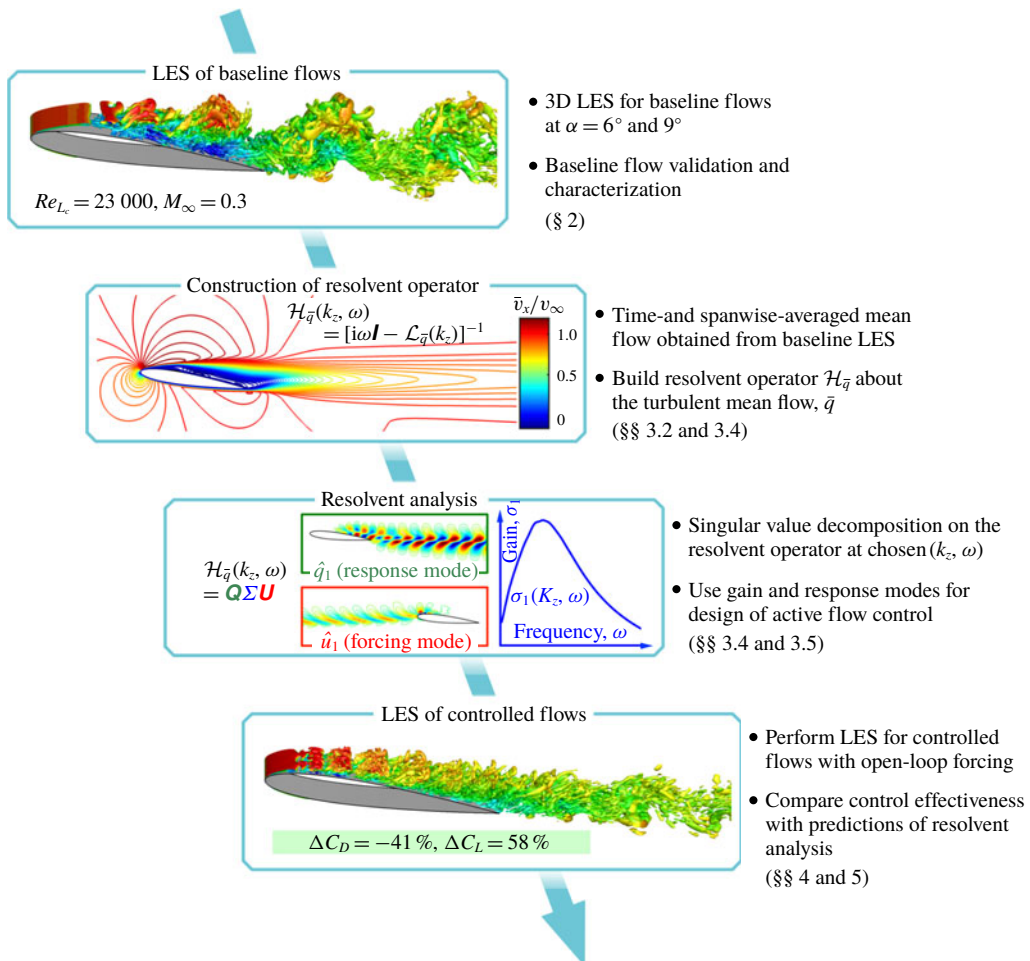 LES of baseline flows
Re_{L_c} = 23 000, M_∞ = 0.3
• 3D LES for baseline flows
at α = 6° and 9°
• Baseline flow validation and
characterization
(§ 2)
Construction of resolvent operator
ℋ_q̄(k_z, ω)
= [iωI − ℒ_q̄(k_z)]⁻¹
v̄_x/v_∞
1.0
0.5
0
• Time-and spanwise-averaged mean
flow obtained from baseline LES
• Build resolvent operator ℋ_q̄ about
the turbulent mean flow, q̄
(§§ 3.2 and 3.4)
Resolvent analysis
ℋ_q̄(k_z, ω)
= QΣU
q̂₁ (response mode)
û₁ (forcing mode)
Gain, σ₁
σ₁(K_z, ω)
Frequency, ω
• Singular value decomposition on the
resolvent operator at chosen (k_z, ω)
• Use gain and response modes for
design of active flow control
(§§ 3.4 and 3.5)
LES of controlled flows
ΔC_D = −41 %, ΔC_L = 58 %
• Perform LES for controlled
flows with open-loop forcing
• Compare control effectiveness
with predictions of resolvent
analysis
(§§ 4 and 5)